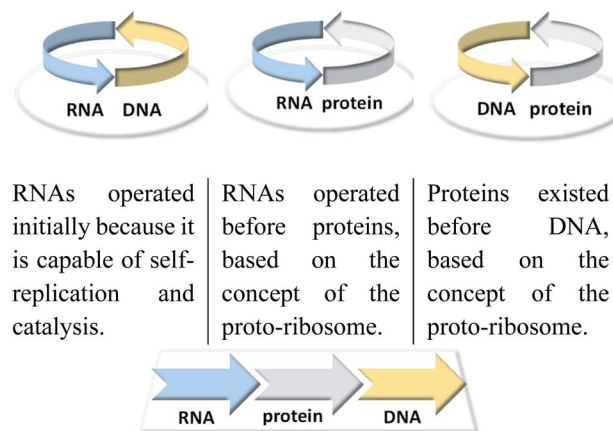 RNA DNA
RNA protein
DNA protein
RNAs operated
initially because it
is capable of self-
replication and
catalysis.
RNAs operated
before proteins,
based on the
concept of the
proto-ribosome.
Proteins existed
before DNA,
based on the
concept of the
proto-ribosome.
RNA protein DNA